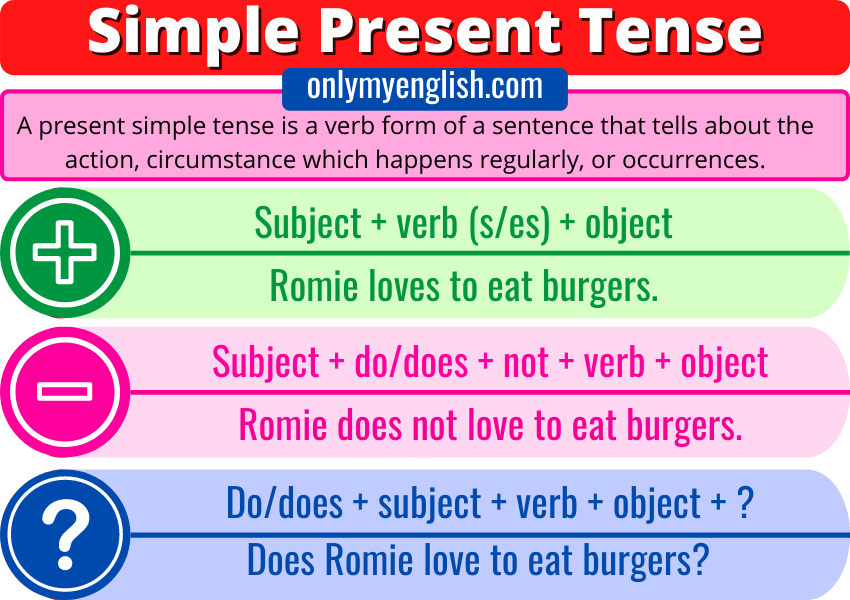 Simple Present Tense
onlymyenglish.com
A present simple tense is a verb form of a sentence that tells about the
action, circumstance which happens regularly, or occurrences.
Subject + verb (s/es) + object
Romie loves to eat burgers.
Subject + do/does + not + verb + object
Romie does not love to eat burgers.
Do/does + subject + verb + object + ?
Does Romie love to eat burgers?